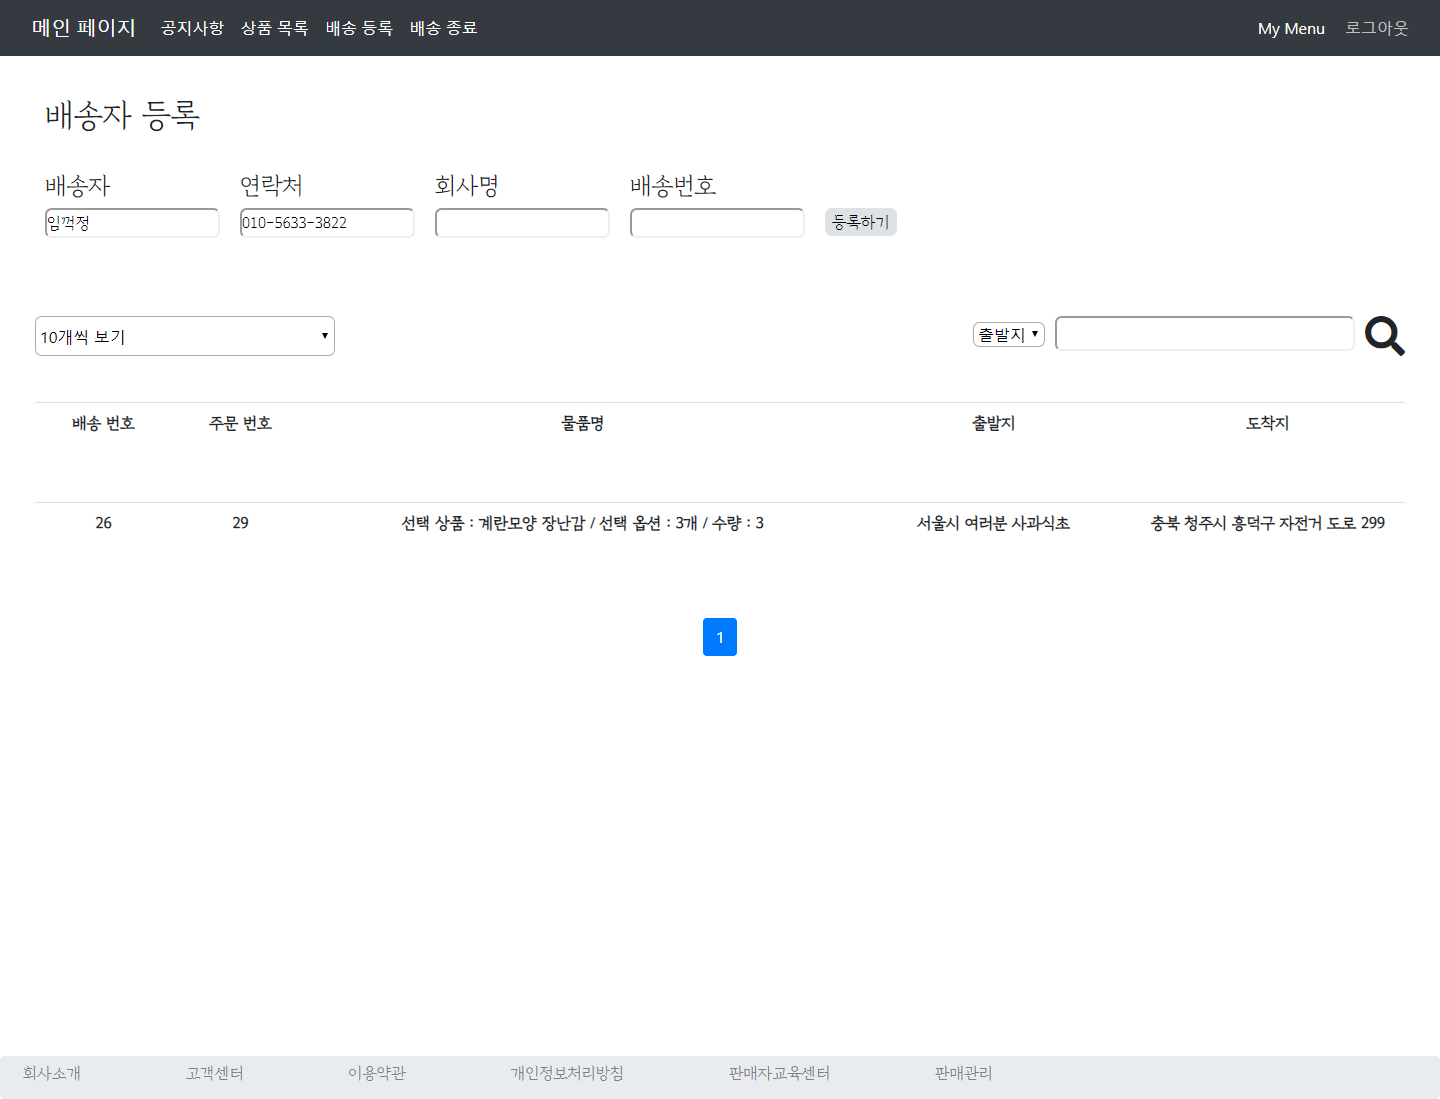 메인 페이지 공지사항 상품 목록 배송 등록 배송 종료 My Menu 로그아웃
배송자 등록
배송자 연락처 회사명 배송번호
임꺽정 010-5633-3822 등록하기
10개씩 보기 출발지
배송 번호 주문 번호 물품명 출발지 도착지
26 29 선택 상품 : 계란모양 장난감 / 선택 옵션 : 3개 / 수량 : 3 서울시 여러분 사과식초 충북 청주시 흥덕구 자전거 도로 299
1
회사소개 고객센터 이용약관 개인정보처리방침 판매자교육센터 판매관리